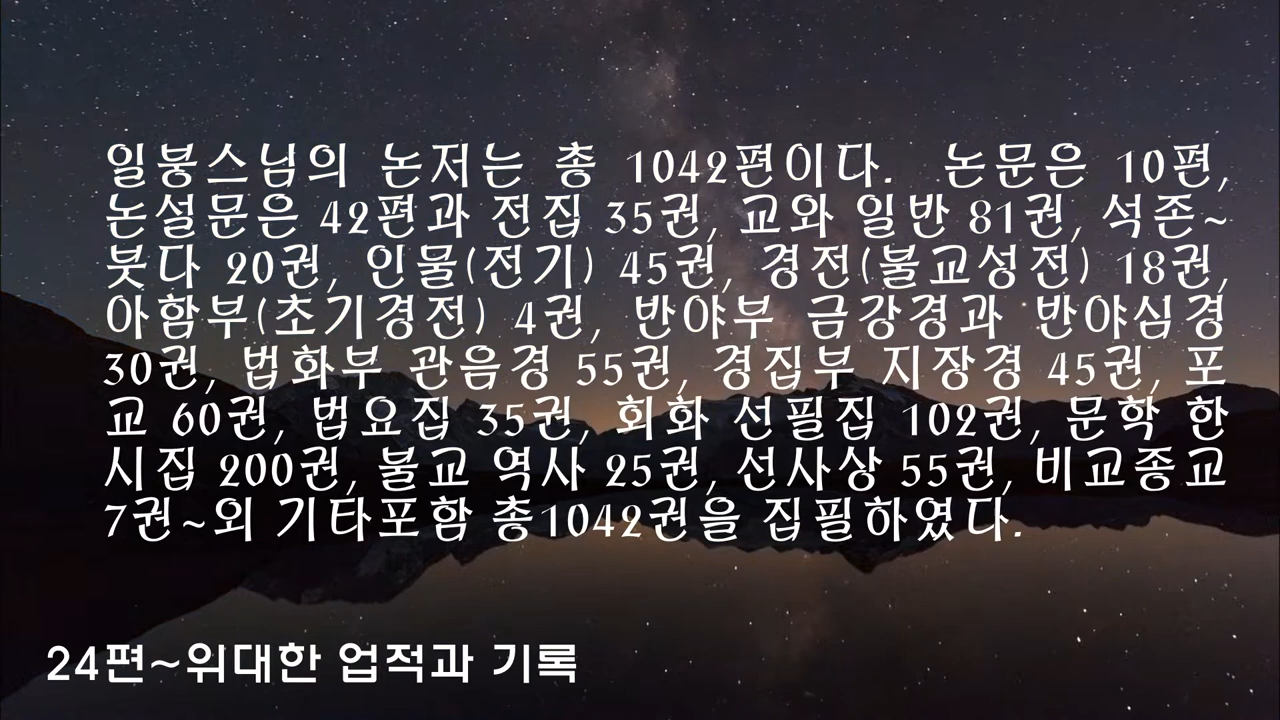 일붕스님의 논저는 총 1042편이다. 논문은 10편,
논설문은 42편과 전집 35권, 교와 일반 81권, 석존~
붓다 20권, 인물(전기) 45권, 경전(불교성전) 18권,
아함부(초기경전) 4권, 반야부 금강경과 반야심경
30권, 법화부 관음경 55권, 경집부 지장경 45권, 포
교 60권, 법요집 35권, 회화 선필집 102권, 문학 한
시집 200권, 불교 역사 25권, 선사상 55권, 비교종교
7권~외 기타포함 총1042권을 집필하였다.
24편~위대한 업적과 기록